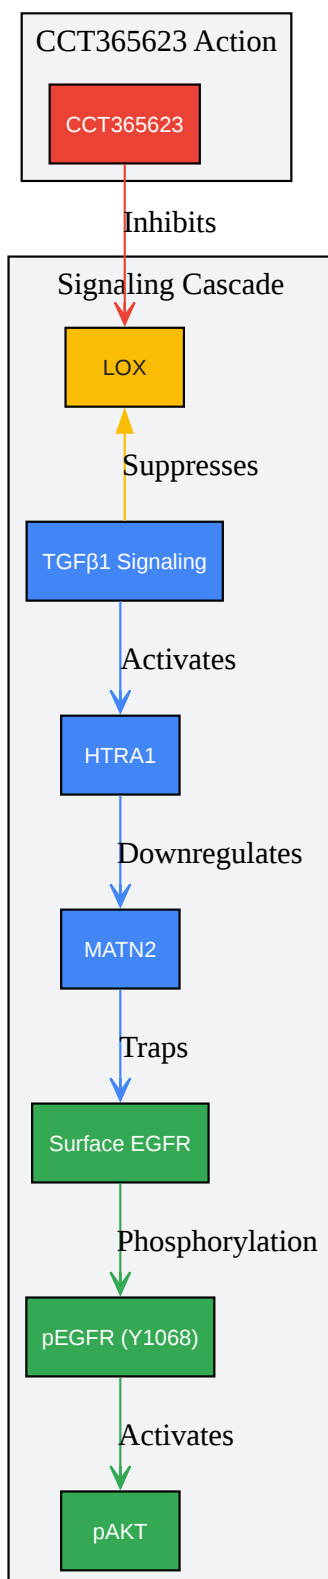 CCT365623 Action
CCT365623
Inhibits
Signaling Cascade
LOX
Suppresses
TGFβ1 Signaling
Activates
HTRA1
Downregulates
MATN2
Traps
Surface EGFR
Phosphorylation
pEGFR (Y1068)
Activates
pAKT